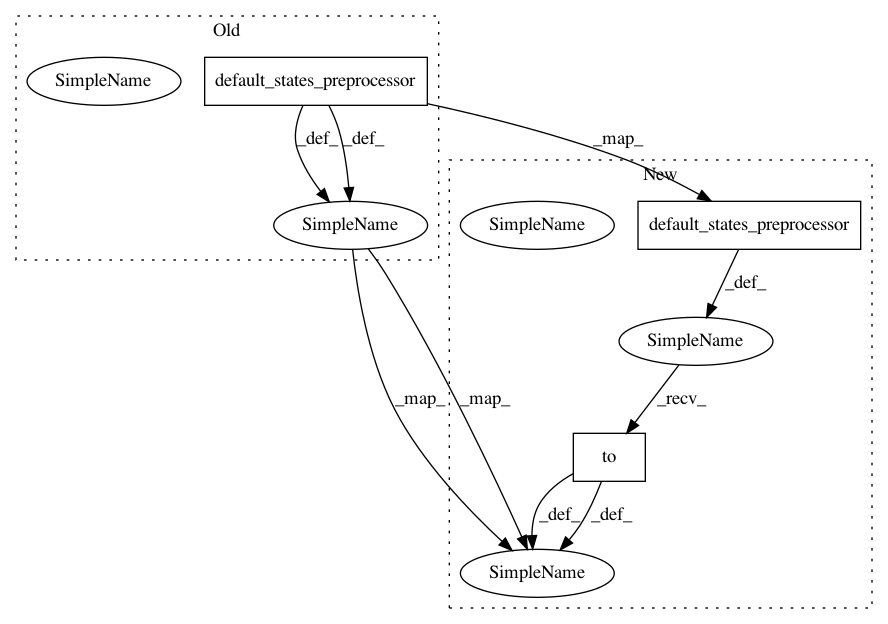 Old
SimpleName
default_states_preprocessor
_def_
_def_
_map_
New
SimpleName
SimpleName
default_states_preprocessor
_def_
SimpleName
_map_
_map_
_recv_
to
_def_
_def_
SimpleName